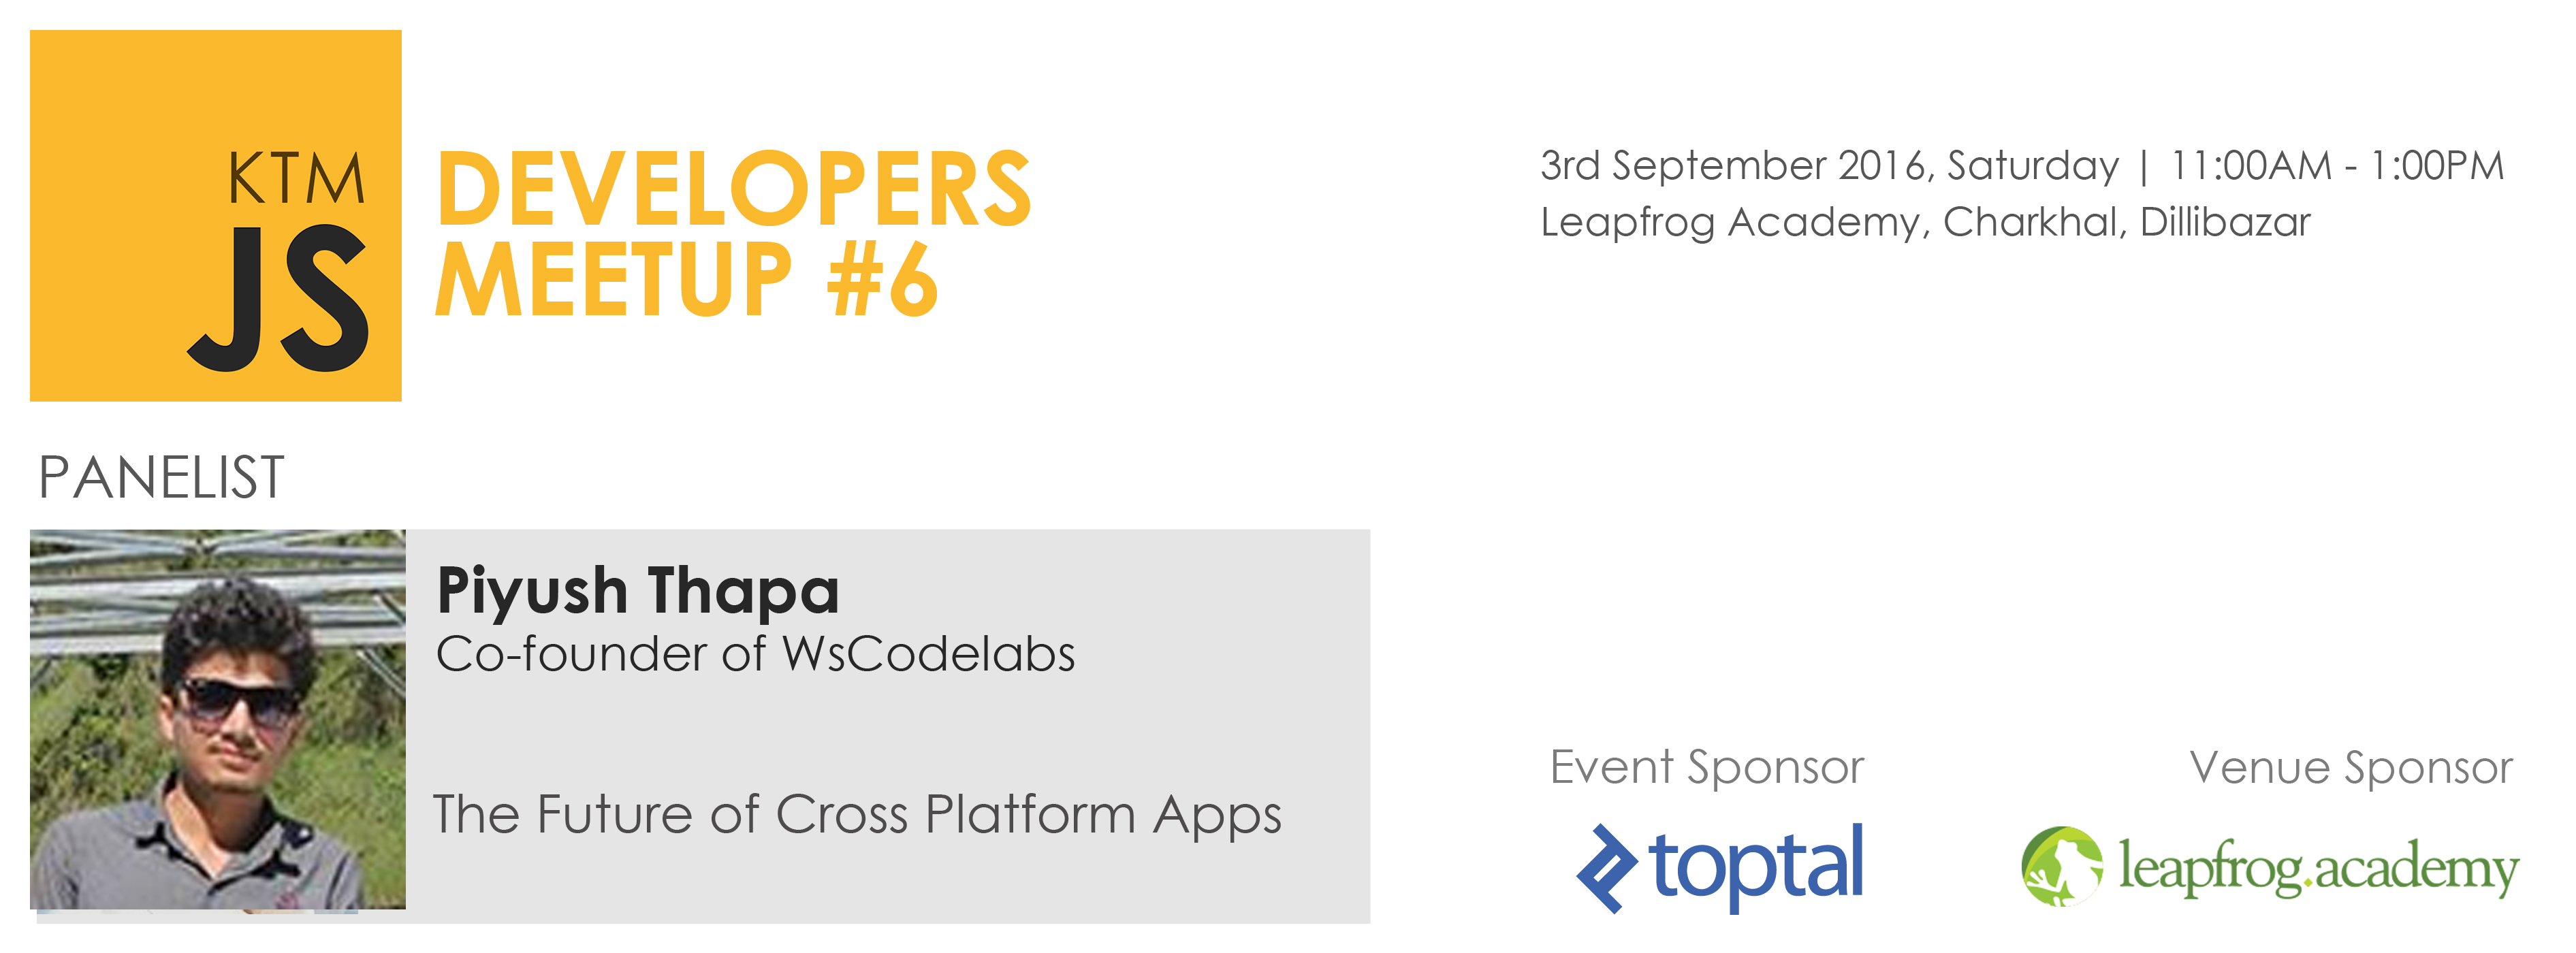 KTM
JS
DEVELOPERS
MEETUP #6
3rd September 2016, Saturday | 11:00AM - 1:00PM
Leapfrog Academy, Charkhal, Dillibazar
PANELIST
Piyush Thapa
Co-founder of WsCodelabs
The Future of Cross Platform Apps
Event Sponsor
toptal
Venue Sponsor
leapfrog.academy